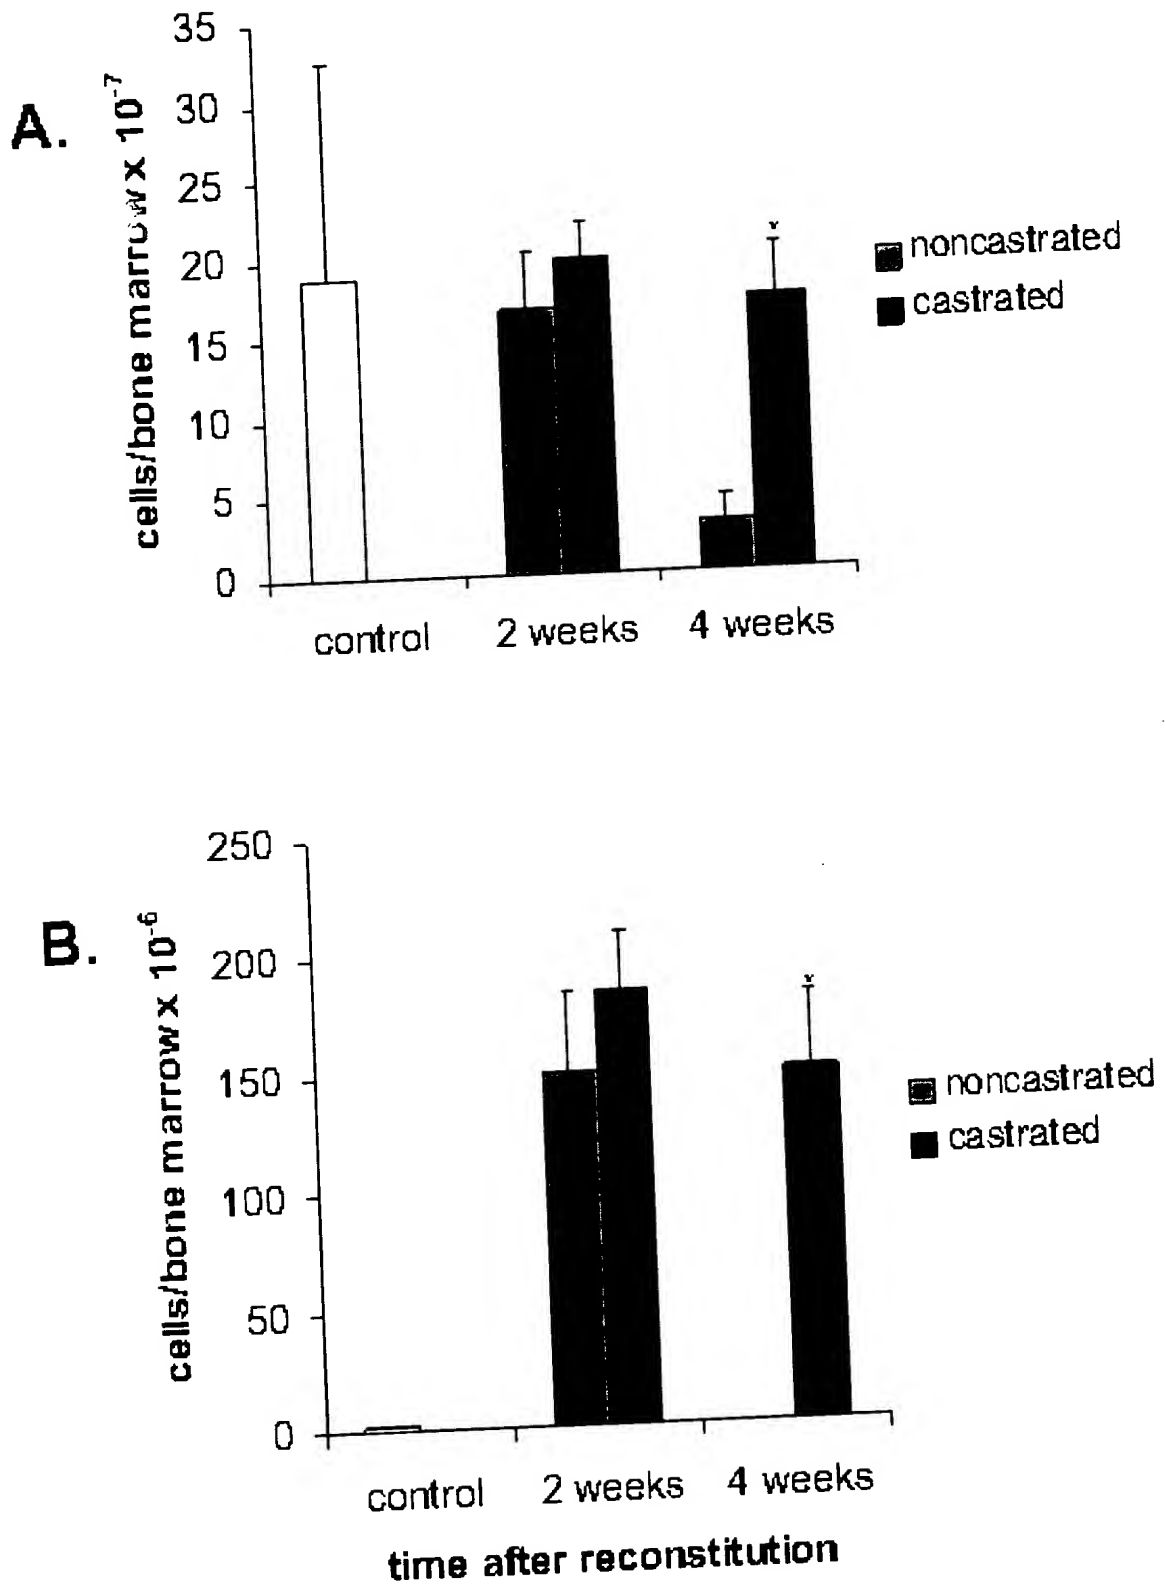 A.
cells/bone marrow x 10⁻⁷
35
30
25
20
15
10
5
0
control
2 weeks
4 weeks
*
noncastrated
castrated
B.
cells/bone marrow x 10⁻⁶
250
200
150
100
50
0
control
2 weeks
4 weeks
*
noncastrated
castrated
time after reconstitution